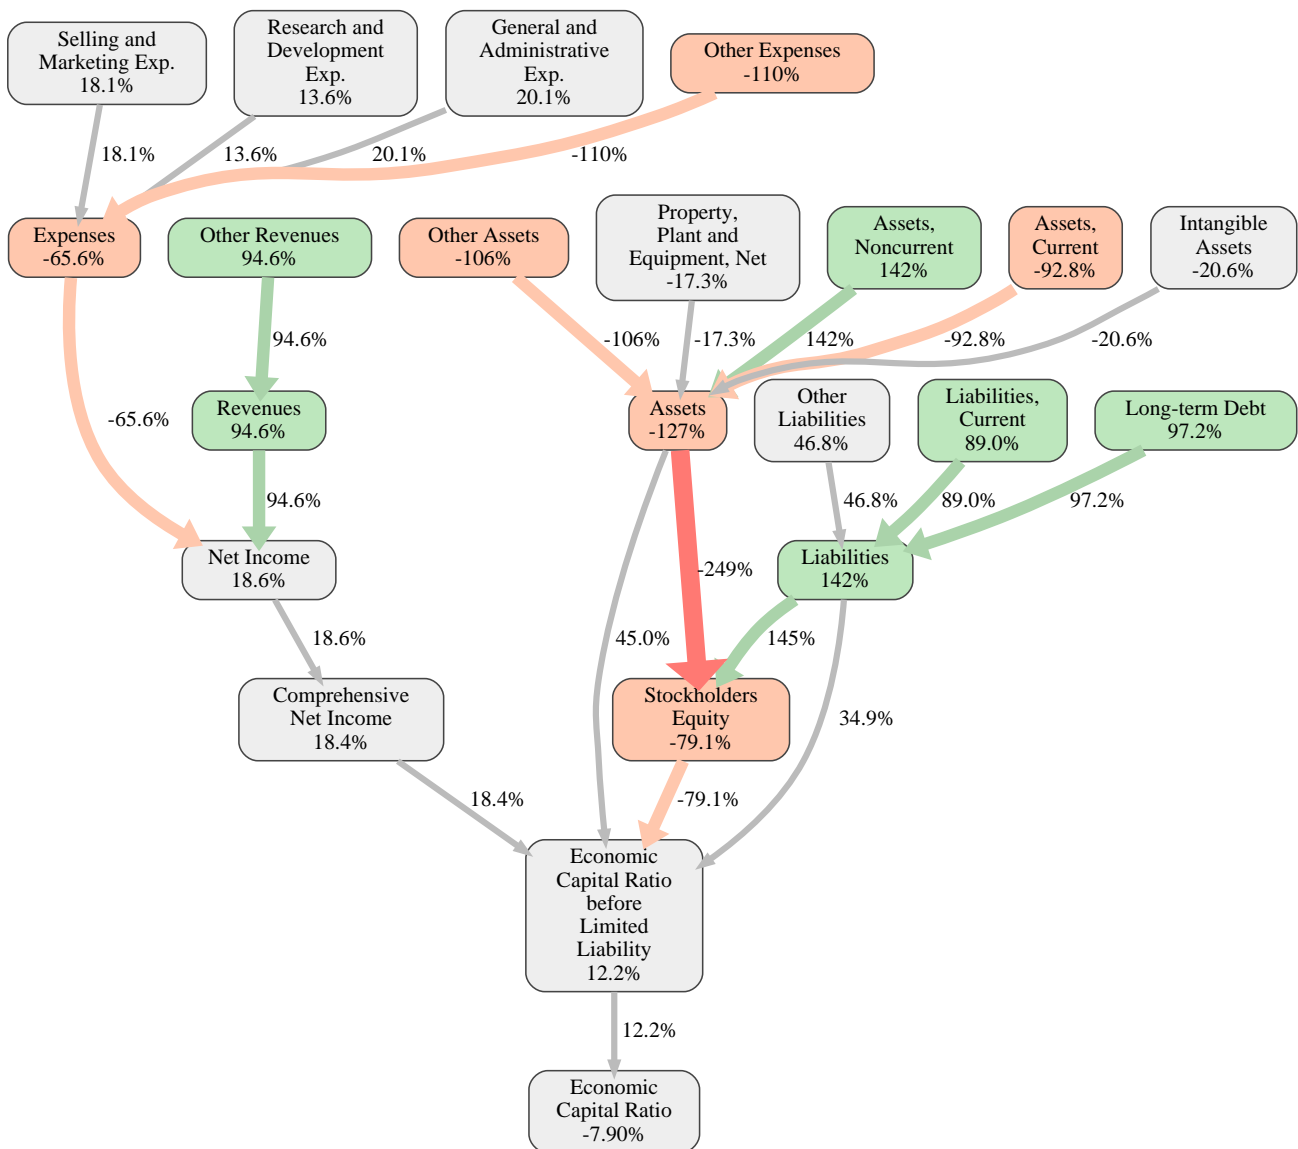 Selling and
Marketing Exp.
18.1%
Research and
Development
Exp.
13.6%
General and
Administrative
Exp.
20.1%
Other Expenses
-110%
18.1%
13.6%
20.1%
-110%
Expenses
-65.6%
Other Revenues
94.6%
Other Assets
-106%
Property,
Plant and
Equipment, Net
-17.3%
Assets,
Noncurrent
142%
Assets,
Current
-92.8%
Intangible
Assets
-20.6%
94.6%
-106%
-17.3%
142%
-92.8%
-20.6%
-65.6%
Revenues
94.6%
Assets
-127%
Other
Liabilities
46.8%
Liabilities,
Current
89.0%
Long-term Debt
97.2%
94.6%
46.8%
89.0%
97.2%
Net Income
18.6%
-249%
Liabilities
142%
18.6%
45.0%
145%
Comprehensive
Net Income
18.4%
Stockholders
Equity
-79.1%
34.9%
18.4%
-79.1%
Economic
Capital Ratio
before
Limited
Liability
12.2%
12.2%
Economic
Capital Ratio
-7.90%